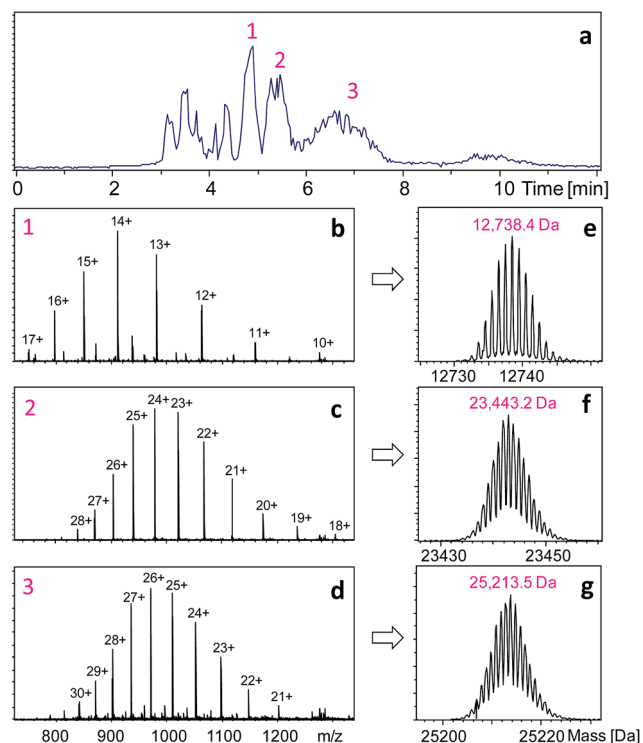 a
1
2
3
0 2 4 6 8 10 Time [min]
1
b
17+ 16+ 15+ 14+ 13+ 12+ 11+ 10+
e
12,738.4 Da
12730 12740
2
c
28+ 27+ 26+ 25+ 24+ 23+ 22+ 21+ 20+ 19+ 18+
f
23,443.2 Da
23430 23450
3
d
30+ 29+ 28+ 27+ 26+ 25+ 24+ 23+ 22+ 21+
g
25,213.5 Da
800 900 1000 1100 1200 m/z
25200 25220 Mass [Da]